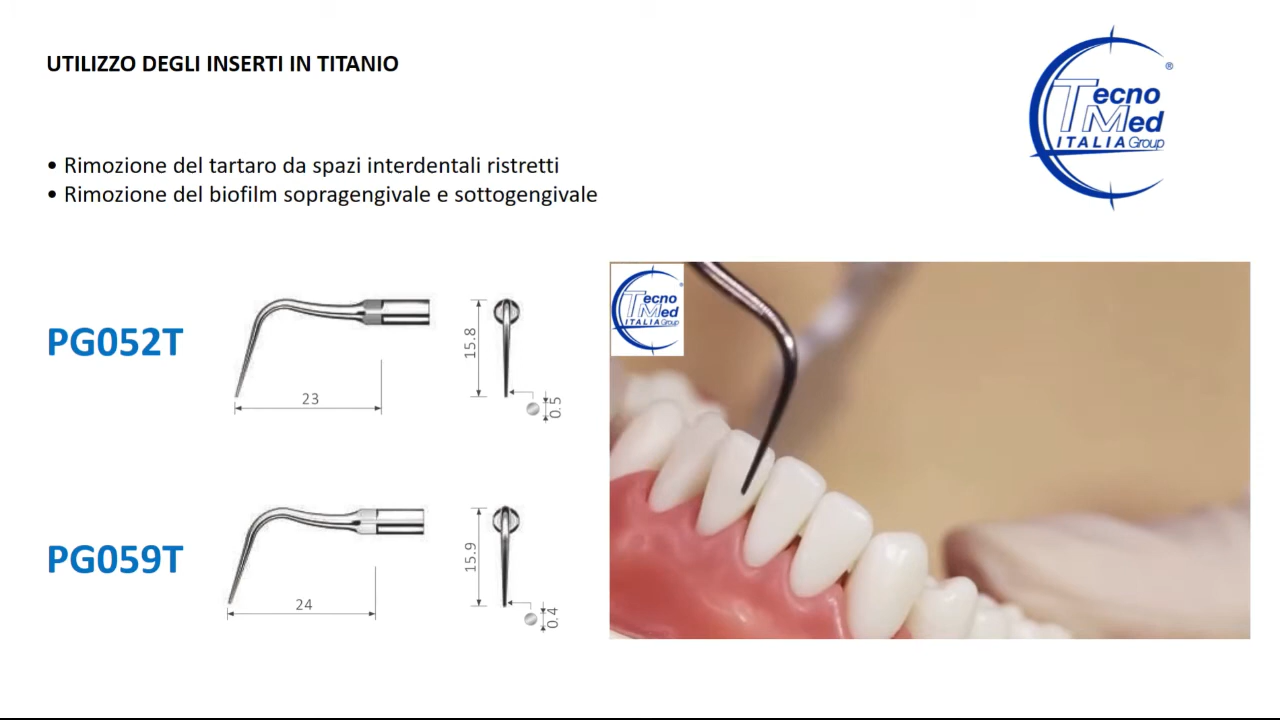 UTILIZZO DEGLI INSERTI IN TITANIO
Tecno
Med
ITALIA Group
®
• Rimozione del tartaro da spazi interdentali ristretti
• Rimozione del biofilm sopragengivale e sottogengivale
PG052T
23
15.8
0.5
Tecno
Med
ITALIA Group
PG059T
24
15.9
0.4